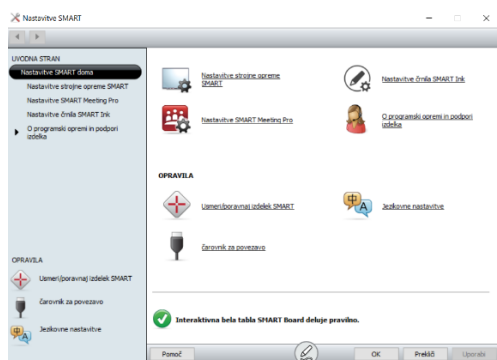 Nastavitve SMART
UVODNA STRAN
Nastavitve SMART doma
Nastavitve strojne opreme SMART
Nastavitve SMART Meeting Pro
Nastavitve črnila SMART Ink
O programski opremi in podpori
izdelka
Nastavitve strojne opreme
SMART
Nastavitve črnila SMART Ink
Nastavitve SMART Meeting Pro
O programski opremi in podpori
izdelka
OPRAVILA
Usmeri/poravnaj izdelek SMART
Jezikovne nastavitve
čarovnik za povezavo
OPRAVILA
Usmeri/poravnaj izdelek SMART
čarovnik za povezavo
Jezikovne nastavitve
Interaktivna bela tabla SMART Board deluje pravilno.
Pomoč
OK
Prekliči
Uporabi